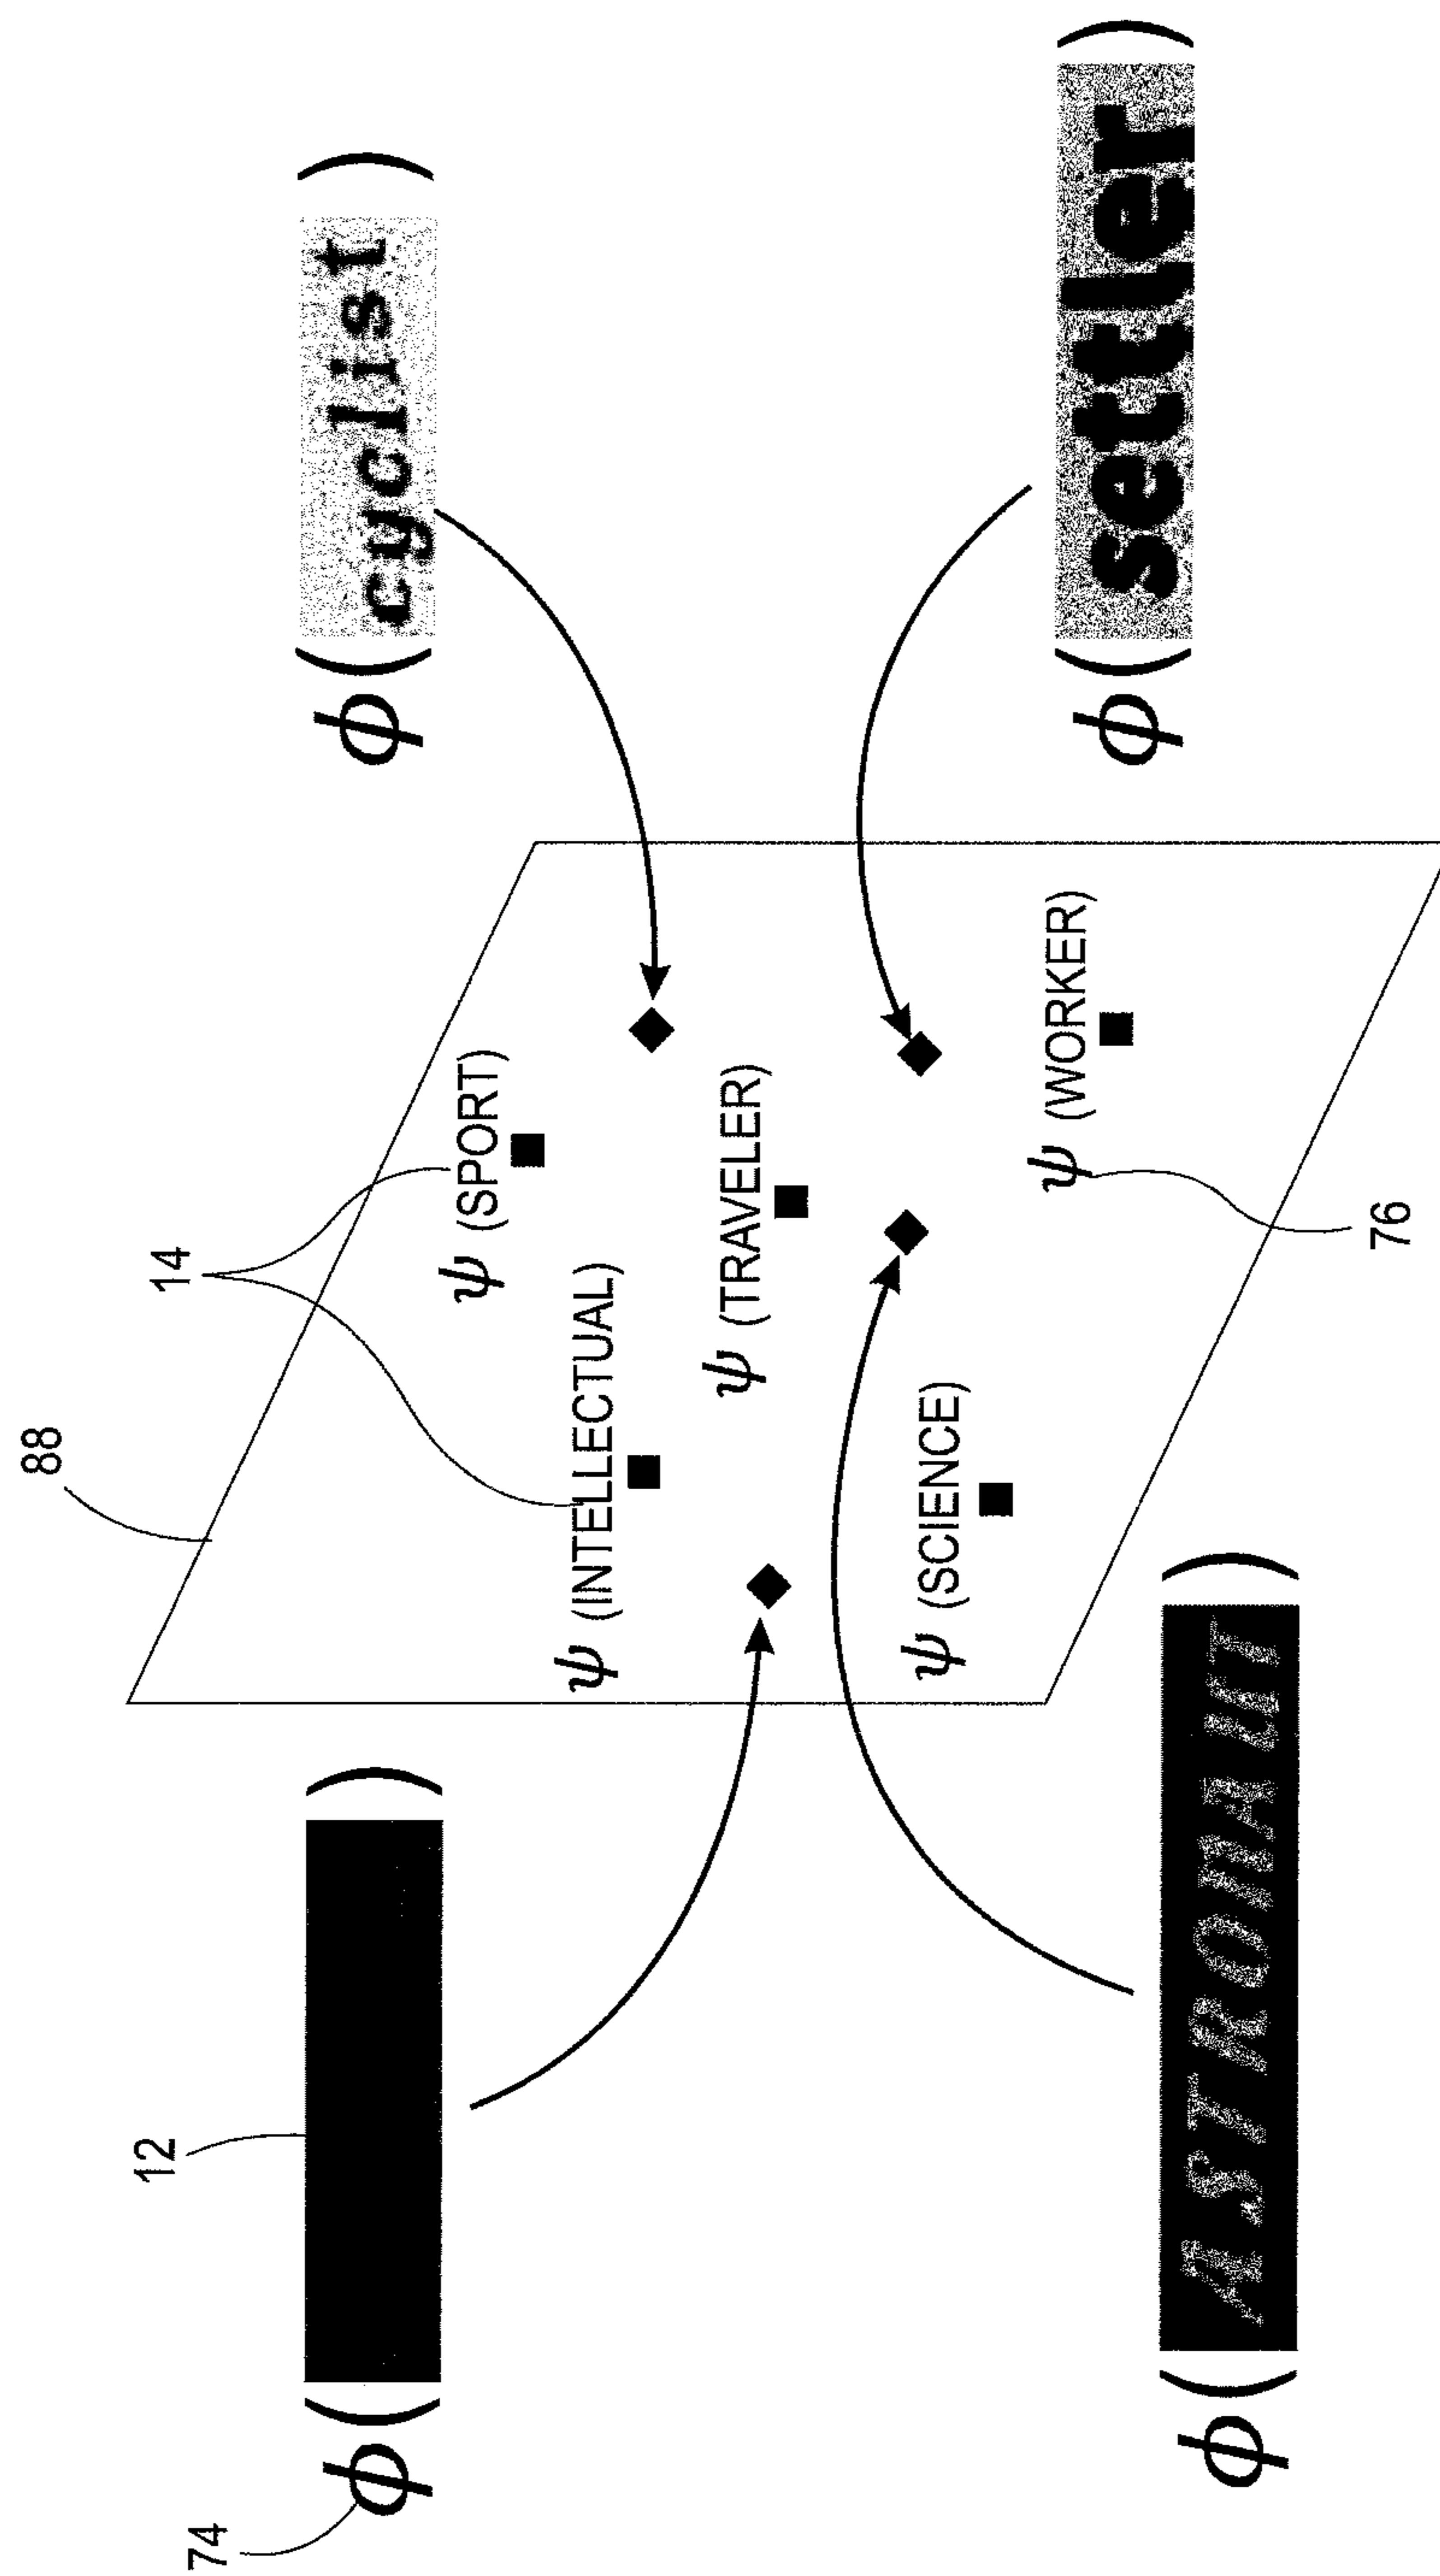 88
14
12
74
ϕ ( )
ϕ ( cyclist )
ψ (SPORT)
ψ (INTELLECTUAL)
ψ (TRAVELER)
ψ (SCIENCE)
ψ (WORKER)
76
ϕ ( ASTRONAUT )
ϕ ( settler )